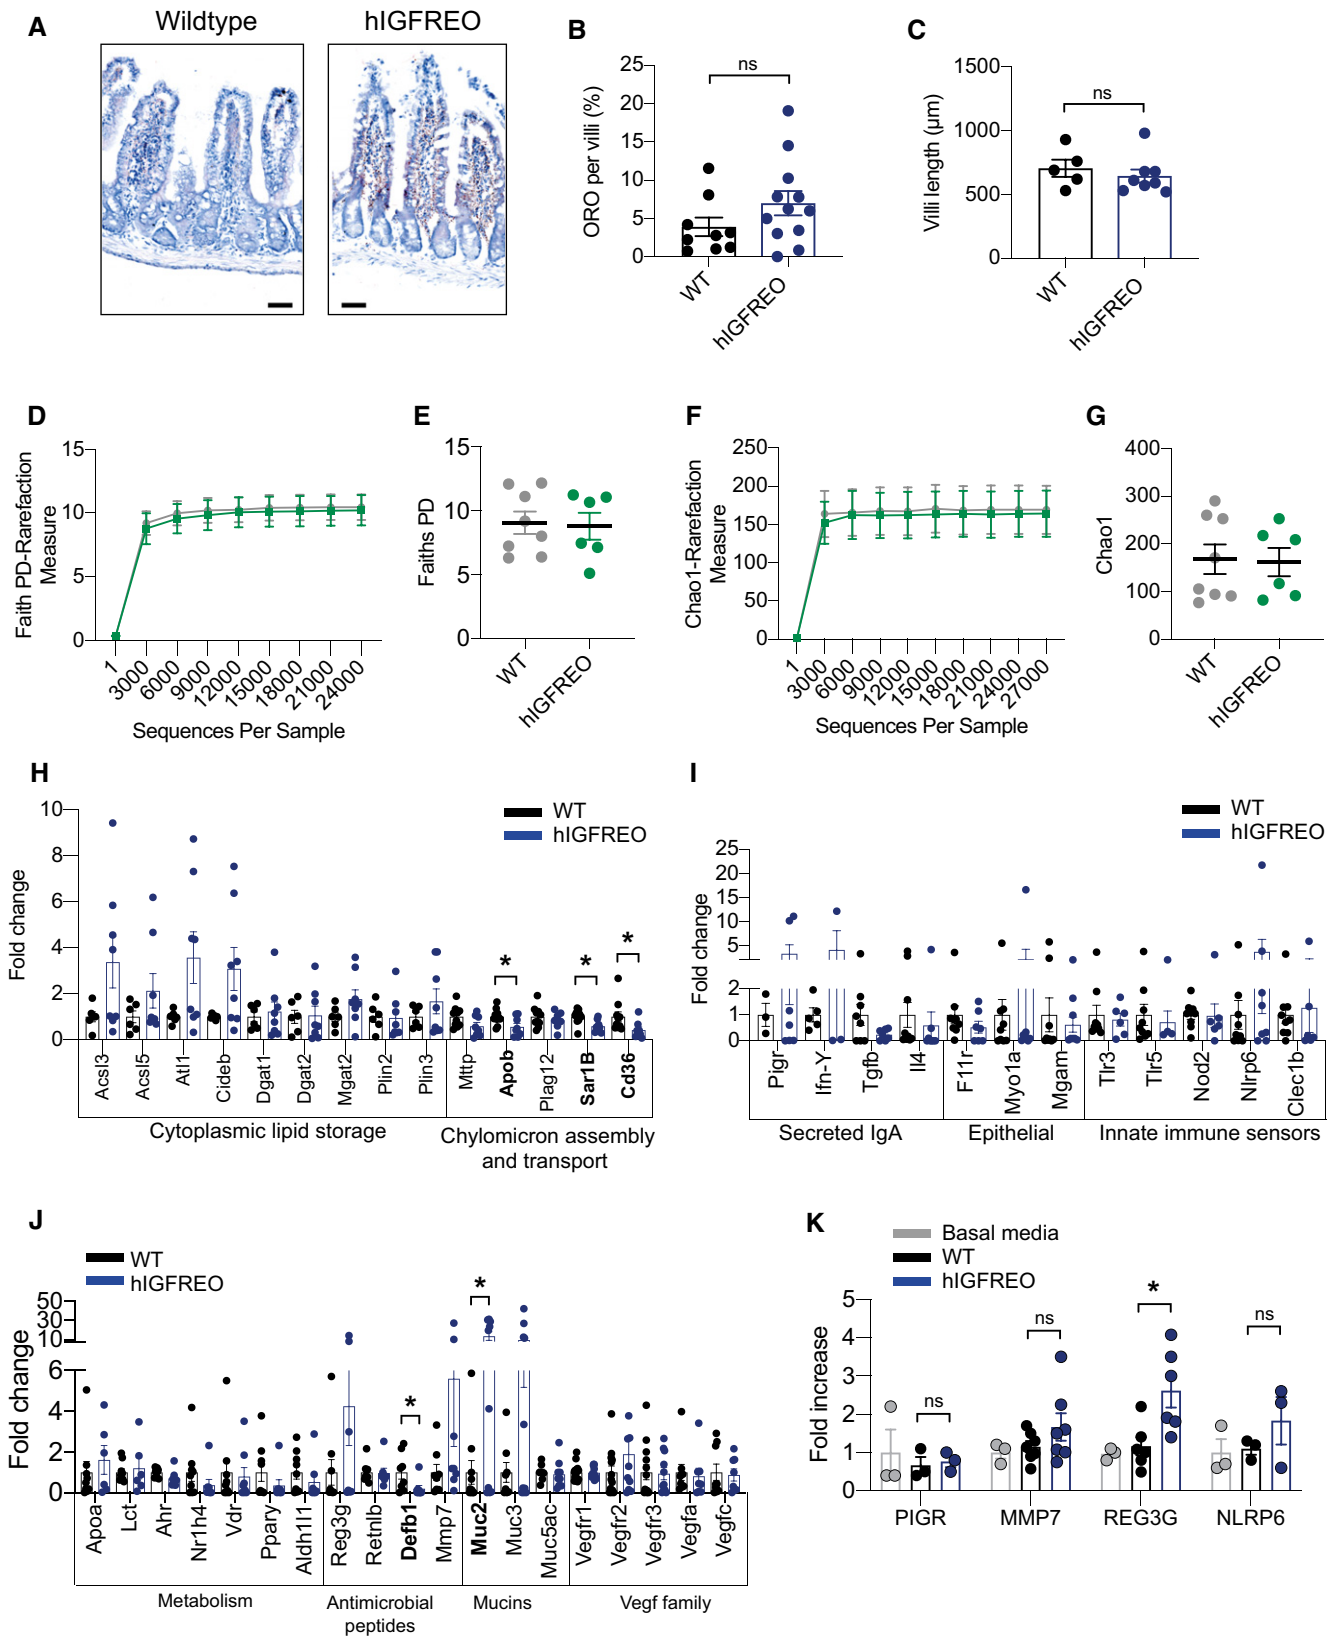 A
Wildtype
hIGFREO
B
ORO per villi (%)
25
20
15
10
5
0
ns
WT
hIGFREO
C
Villi length (µm)
1500
1000
500
0
ns
WT
hIGFREO
D
Faith PD-Rarefaction
Measure
15
10
5
0
1
3000
6000
9000
12000
15000
18000
21000
24000
Sequences Per Sample
E
Faiths PD
15
10
5
0
WT
hIGFREO
F
Chao1-Rarefaction
Measure
250
200
150
100
50
0
1
3000
6000
9000
12000
15000
18000
21000
24000
27000
Sequences Per Sample
G
Chao1
400
300
200
100
0
WT
hIGFREO
H
WT
hIGFREO
Fold change
10
8
6
4
2
0
*
*
*
Acsl3
Acsl5
Atl1
Cideb
Dgat1
Dgat2
Mgat2
Plin2
Plin3
Mttp
Apob
Plag12
Sar1B
Cd36
Cytoplasmic lipid storage
Chylomicron assembly
and transport
I
WT
hIGFREO
Fold change
25
20
15
10
5
2
1
0
Pigr
Ifn-Y
Tgfb
Il4
F11r
Myo1a
Mgam
Tlr3
Tlr5
Nod2
Nlrp6
Clec1b
Secreted IgA
Epithelial
Innate immune sensors
J
WT
hIGFREO
Fold change
50
30
10
6
4
2
0
*
*
Apoa
Lct
Ahr
Nr1h4
Vdr
Ppary
Aldh1l1
Reg3g
Retnlb
Defb1
Mmp7
Muc2
Muc3
Muc5ac
Vegfr1
Vegfr2
Vegfr3
Vegfa
Vegfc
Metabolism
Antimicrobial
peptides
Mucins
Vegf family
K
Basal media
WT
hIGFREO
Fold increase
5
4
3
2
1
0
ns
ns
*
ns
PIGR
MMP7
REG3G
NLRP6